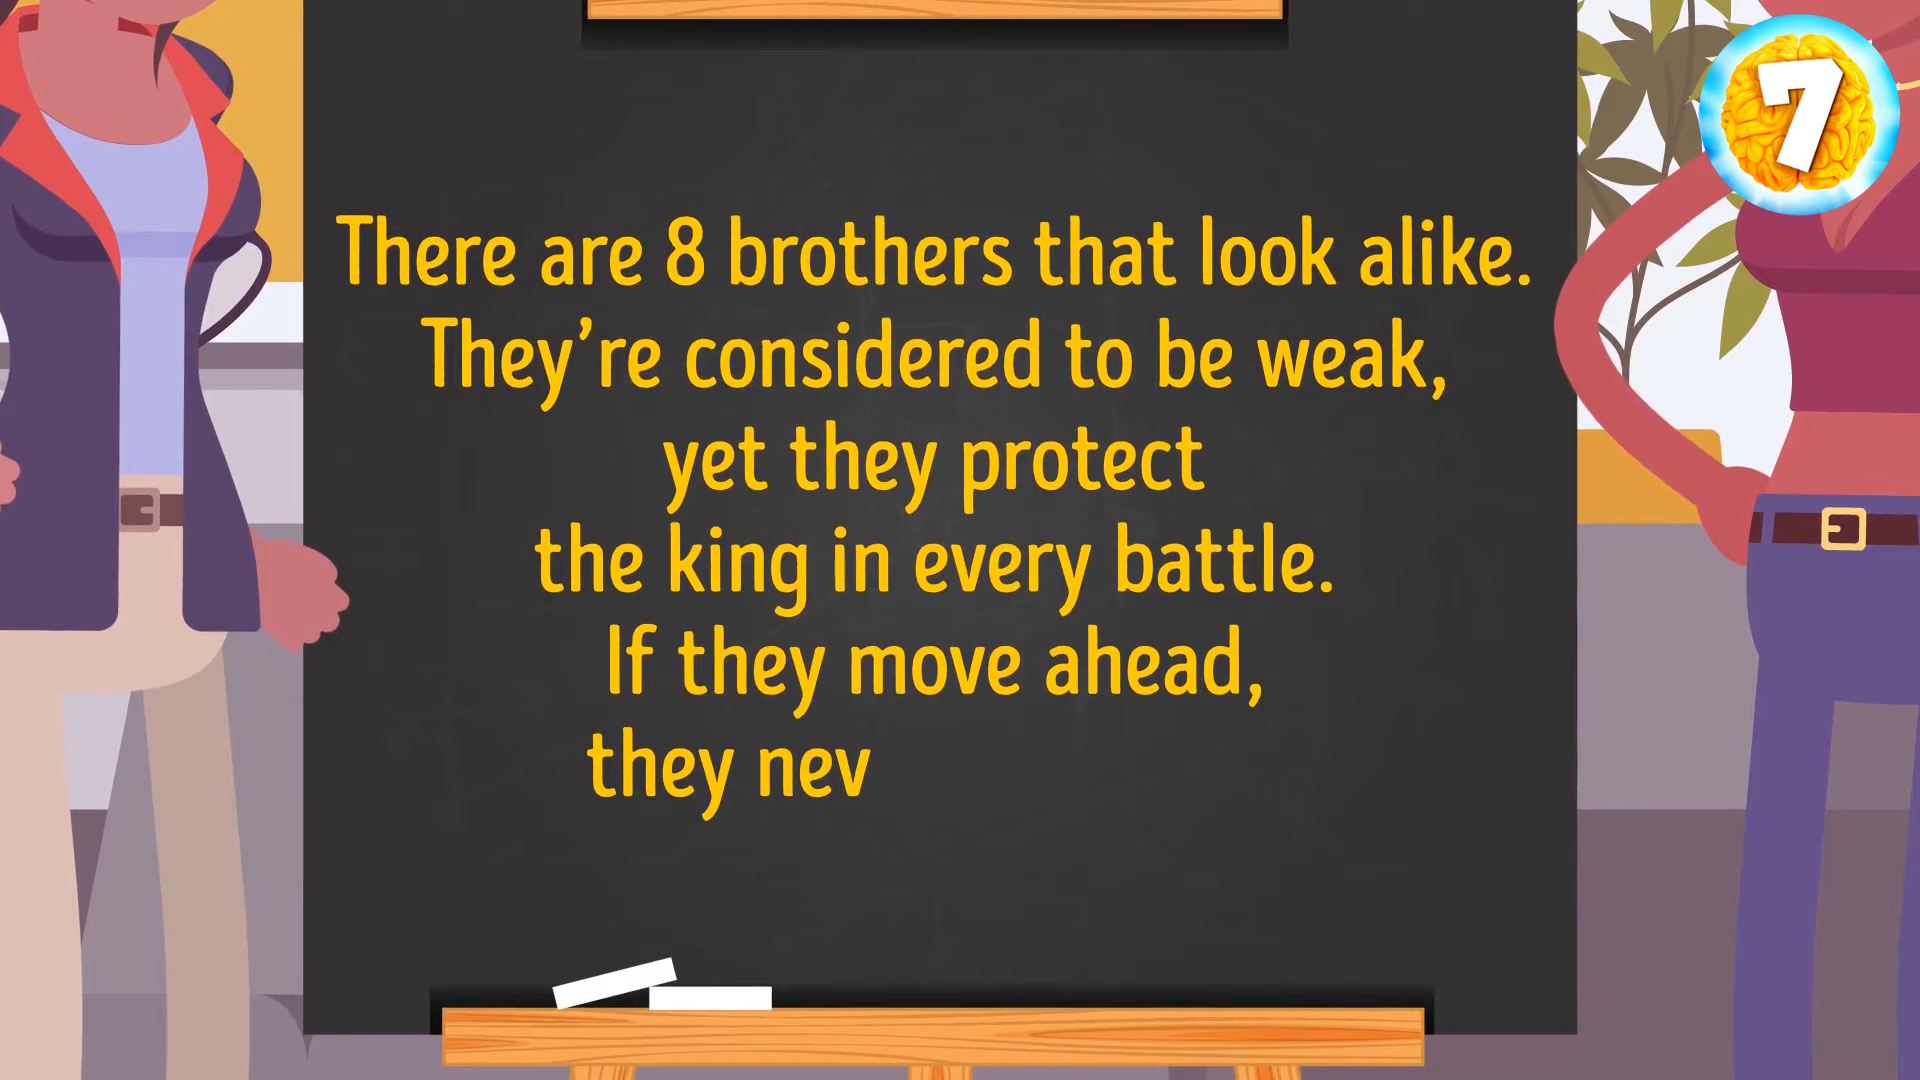 7
There are 8 brothers that look alike.
They’re considered to be weak,
yet they protect
the king in every battle.
If they move ahead,
they nev